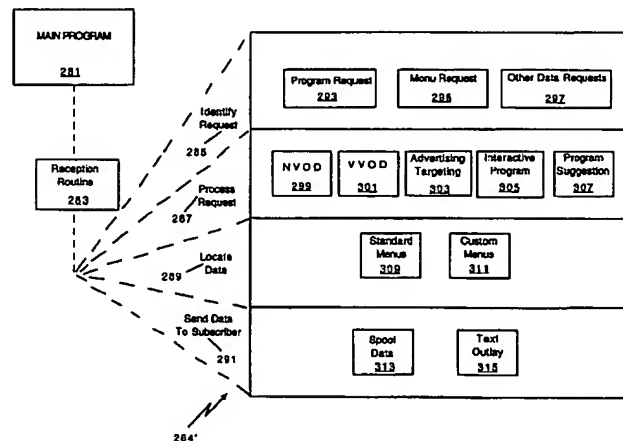 MAIN PROGRAM
281
Reception
Routine
283
Identify
Request
285
Process
Request
287
Locate
Data
289
Send Data
To Subscriber
291
284'
Program Request
293
Menu Request
295
Other Data Requests
297
NVOD
299
VVOD
301
Advertising
Targeting
303
Interactive
Program
305
Program
Suggestion
307
Standard
Menus
309
Custom
Menus
311
Spool
Data
313
Text
Outlay
315